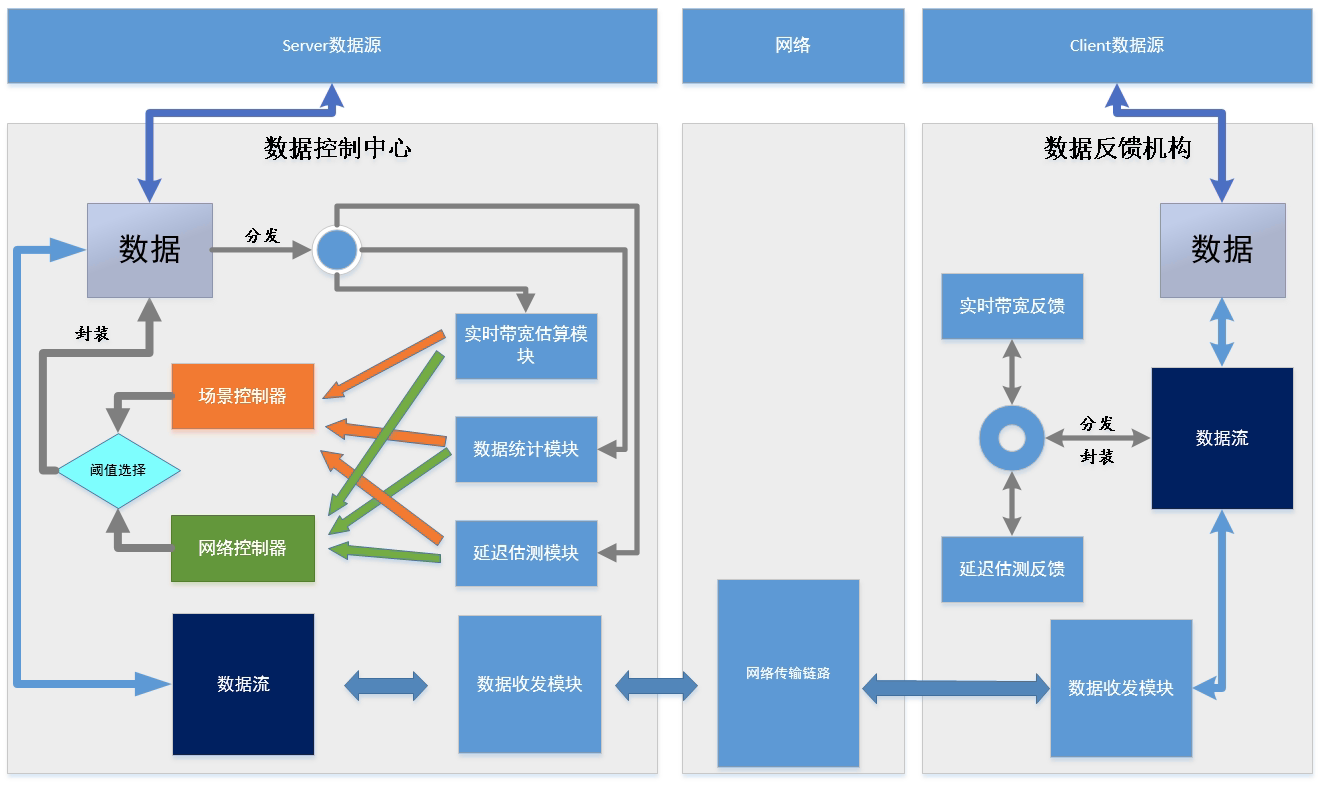 Server数据源
网络
Client数据源
数据控制中心
数据反馈机构
数据
分发
数据
封装
实时带宽估算模
块
实时带宽反馈
场景控制器
数据统计模块
分发
封装
数据流
阈值选择
网络控制器
延迟估测模块
延迟估测反馈
数据流
数据收发模块
网络传输链路
数据收发模块